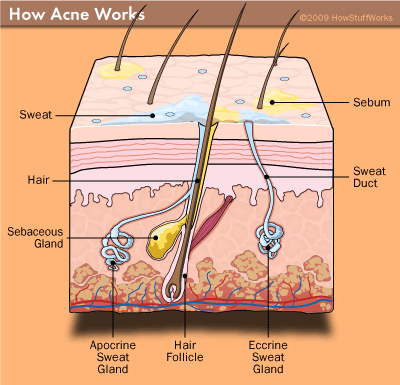 How Acne Works
©2009 HowStuffWorks
Sweat
Sebum
Hair
Sweat
Duct
Sebaceous
Gland
Apocrine
Sweat
Gland
Hair
Follicle
Eccrine
Sweat
Gland